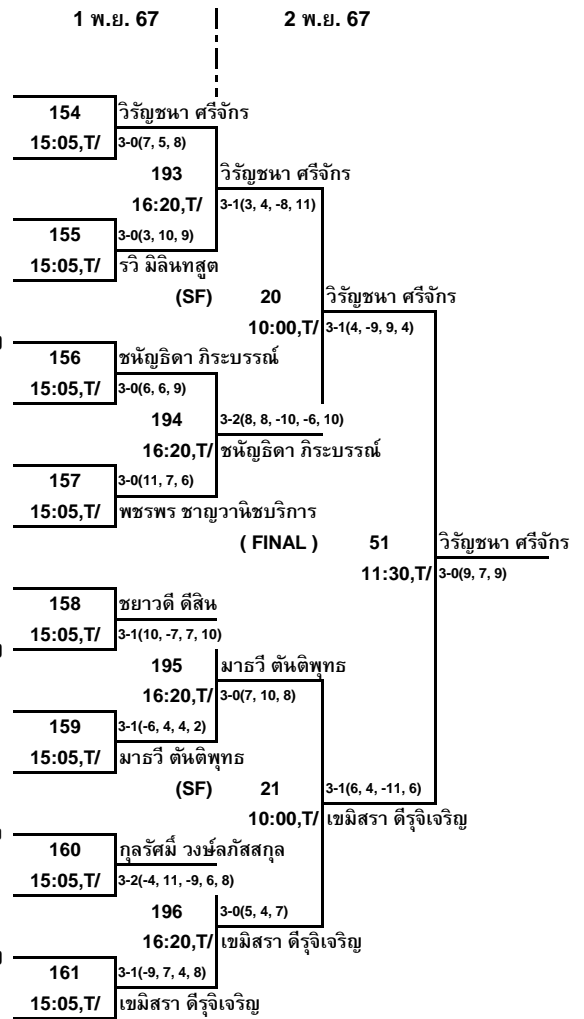 1 พ.ย. 67 2 พ.ย. 67
154 วิรัญชนา ศรีจักร
15:05,T/ 3-0(7, 5, 8)
193 วิรัญชนา ศรีจักร
16:20,T/ 3-1(3, 4, -8, 11)
155 3-0(3, 10, 9)
15:05,T/ รวิ มิลินทสูต
(SF) 20 วิรัญชนา ศรีจักร
10:00,T/ 3-1(4, -9, 9, 4)
156 ชนัญธิดา ภิระบรรณ์
15:05,T/ 3-0(6, 6, 9)
194 3-2(8, 8, -10, -6, 10)
16:20,T/ ชนัญธิดา ภิระบรรณ์
157 3-0(11, 7, 6)
15:05,T/ พชรพร ชาญวานิชบริการ
( FINAL ) 51 วิรัญชนา ศรีจักร
11:30,T/ 3-0(9, 7, 9)
158 ชยาวดี ดีสิน
15:05,T/ 3-1(10, -7, 7, 10)
195 มาธวี ตันติพุทธ
16:20,T/ 3-0(7, 10, 8)
159 3-1(-6, 4, 4, 2)
15:05,T/ มาธวี ตันติพุทธ
(SF) 21 3-1(6, 4, -11, 6)
10:00,T/ เขมิสรา ดีรุจิเจริญ
160 กุลรัศมิ์ วงษ์ลภัสสกุล
15:05,T/ 3-2(-4, 11, -9, 6, 8)
196 3-0(5, 4, 7)
16:20,T/ เขมิสรา ดีรุจิเจริญ
161 3-1(-9, 7, 4, 8)
15:05,T/ เขมิสรา ดีรุจิเจริญ